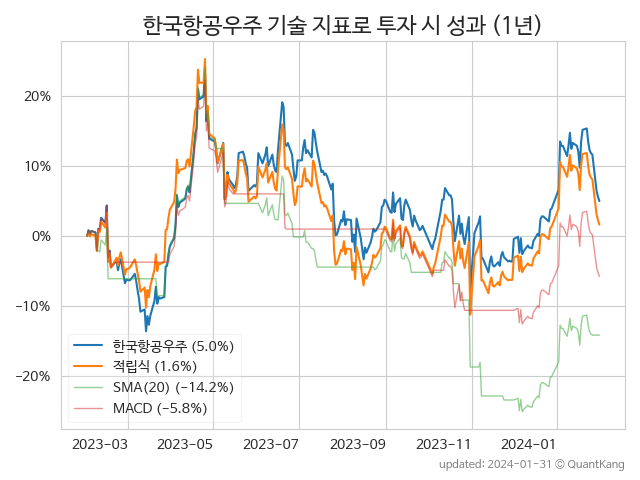 한국항공우주 기술 지표로 투자 시 성과 (1년)
20%
10%
0%
−10%
−20%
한국항공우주 (5.0%)
적립식 (1.6%)
SMA(20) (−14.2%)
MACD (−5.8%)
2023-03 2023-05 2023-07 2023-09 2023-11 2024-01
updated: 2024-01-31 © QuantKang